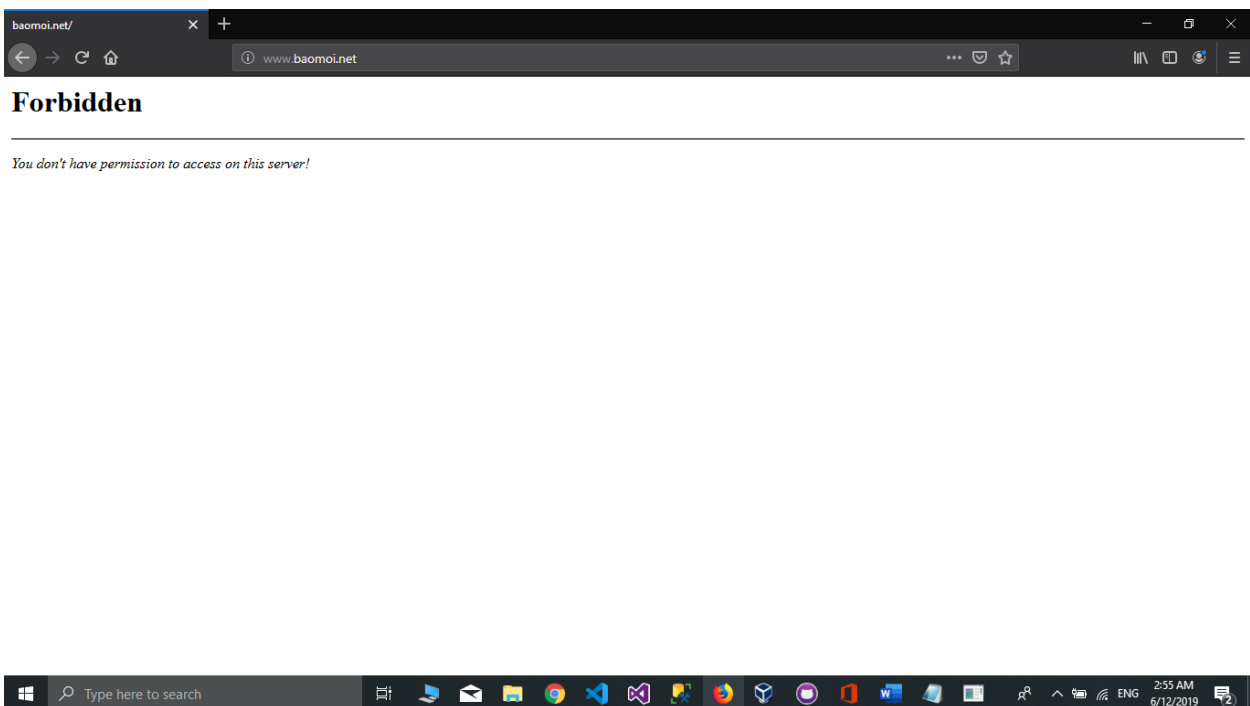 baomoi.net/
www.baomoi.net
Forbidden
You don't have permission to access on this server!
Type here to search
ENG
2:55 AM
6/12/2019
2